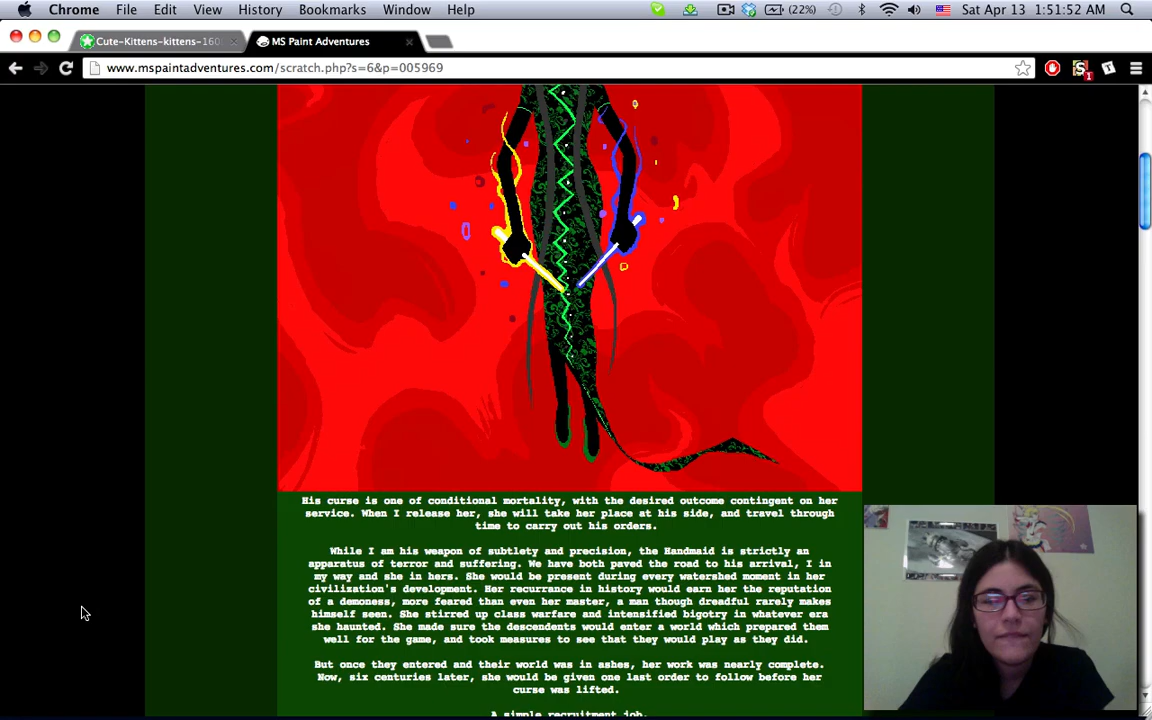 Chrome File Edit View History Bookmarks Window Help (22%) Sat Apr 13 1:51:52 AM
Cute-Kittens-kittens-160 MS Paint Adventures
www.mspaintadventures.com/scratch.php?s=6&p=005969
His curse is one of conditional mortality, with the desired outcome contingent on her
service. When I release her, she will take her place at his side, and travel through
time to carry out his orders.
While I am his weapon of subtlety and precision, the Handmaid is strictly an
apparatus of terror and suffering. We have both paved the road to his arrival, I in
my way and she in hers. She would be present during every watershed moment in her
civilization's development. Her recurrance in history would earn her the reputation
of a demoness, more feared than even her master, a man though dreadful rarely makes
himself seen. She stirred up class warfare and intensified bigotry in whatever era
she haunted. She made sure the descendents would enter a world which prepared them
well for the game, and took measures to see that they would play as they did.
But once they entered and their world was in ashes, her work was nearly complete.
Now, six centuries later, she would be given one last order to follow before her
curse was lifted.
A simple recruitment job.